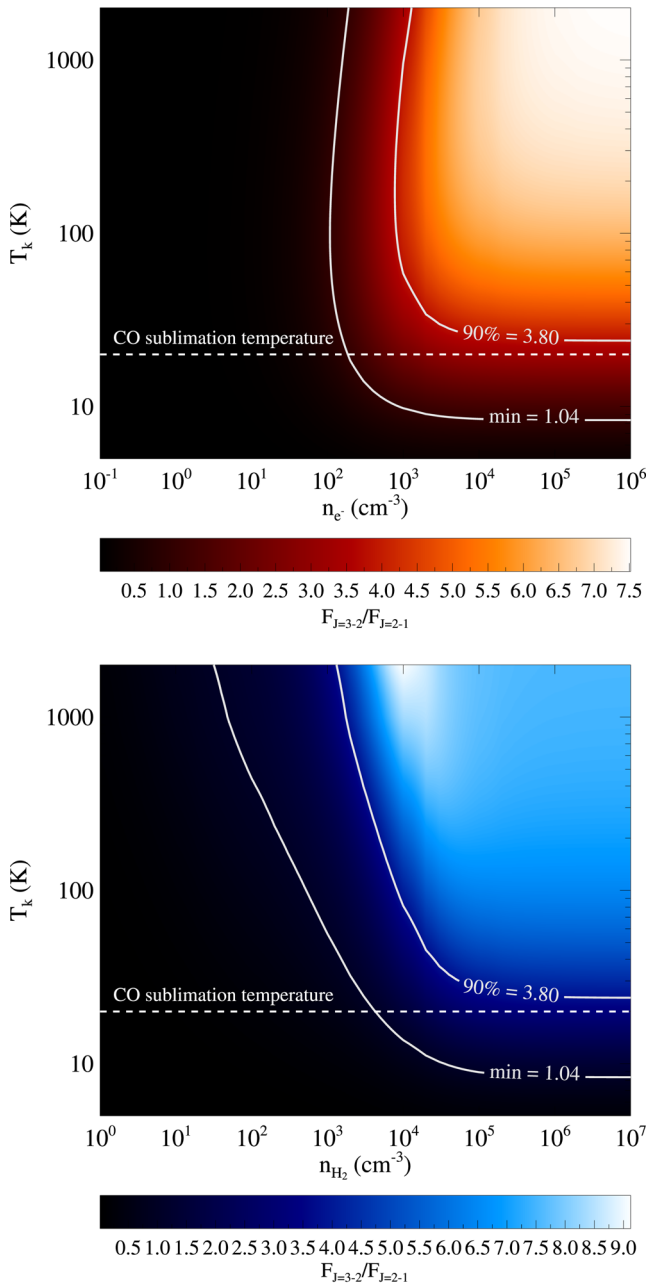 1000
100
10
T_k (K)
CO sublimation temperature
90% = 3.80
min = 1.04
10^-1 10^0 10^1 10^2 10^3 10^4 10^5 10^6
n_e^- (cm^-3)
0.5 1.0 1.5 2.0 2.5 3.0 3.5 4.0 4.5 5.0 5.5 6.0 6.5 7.0 7.5
F_J=3-2/F_J=2-1
1000
100
10
T_k (K)
CO sublimation temperature
90% = 3.80
min = 1.04
10^0 10^1 10^2 10^3 10^4 10^5 10^6 10^7
n_H_2 (cm^-3)
0.5 1.0 1.5 2.0 2.5 3.0 3.5 4.0 4.5 5.0 5.5 6.0 6.5 7.0 7.5 8.0 8.5 9.0
F_J=3-2/F_J=2-1